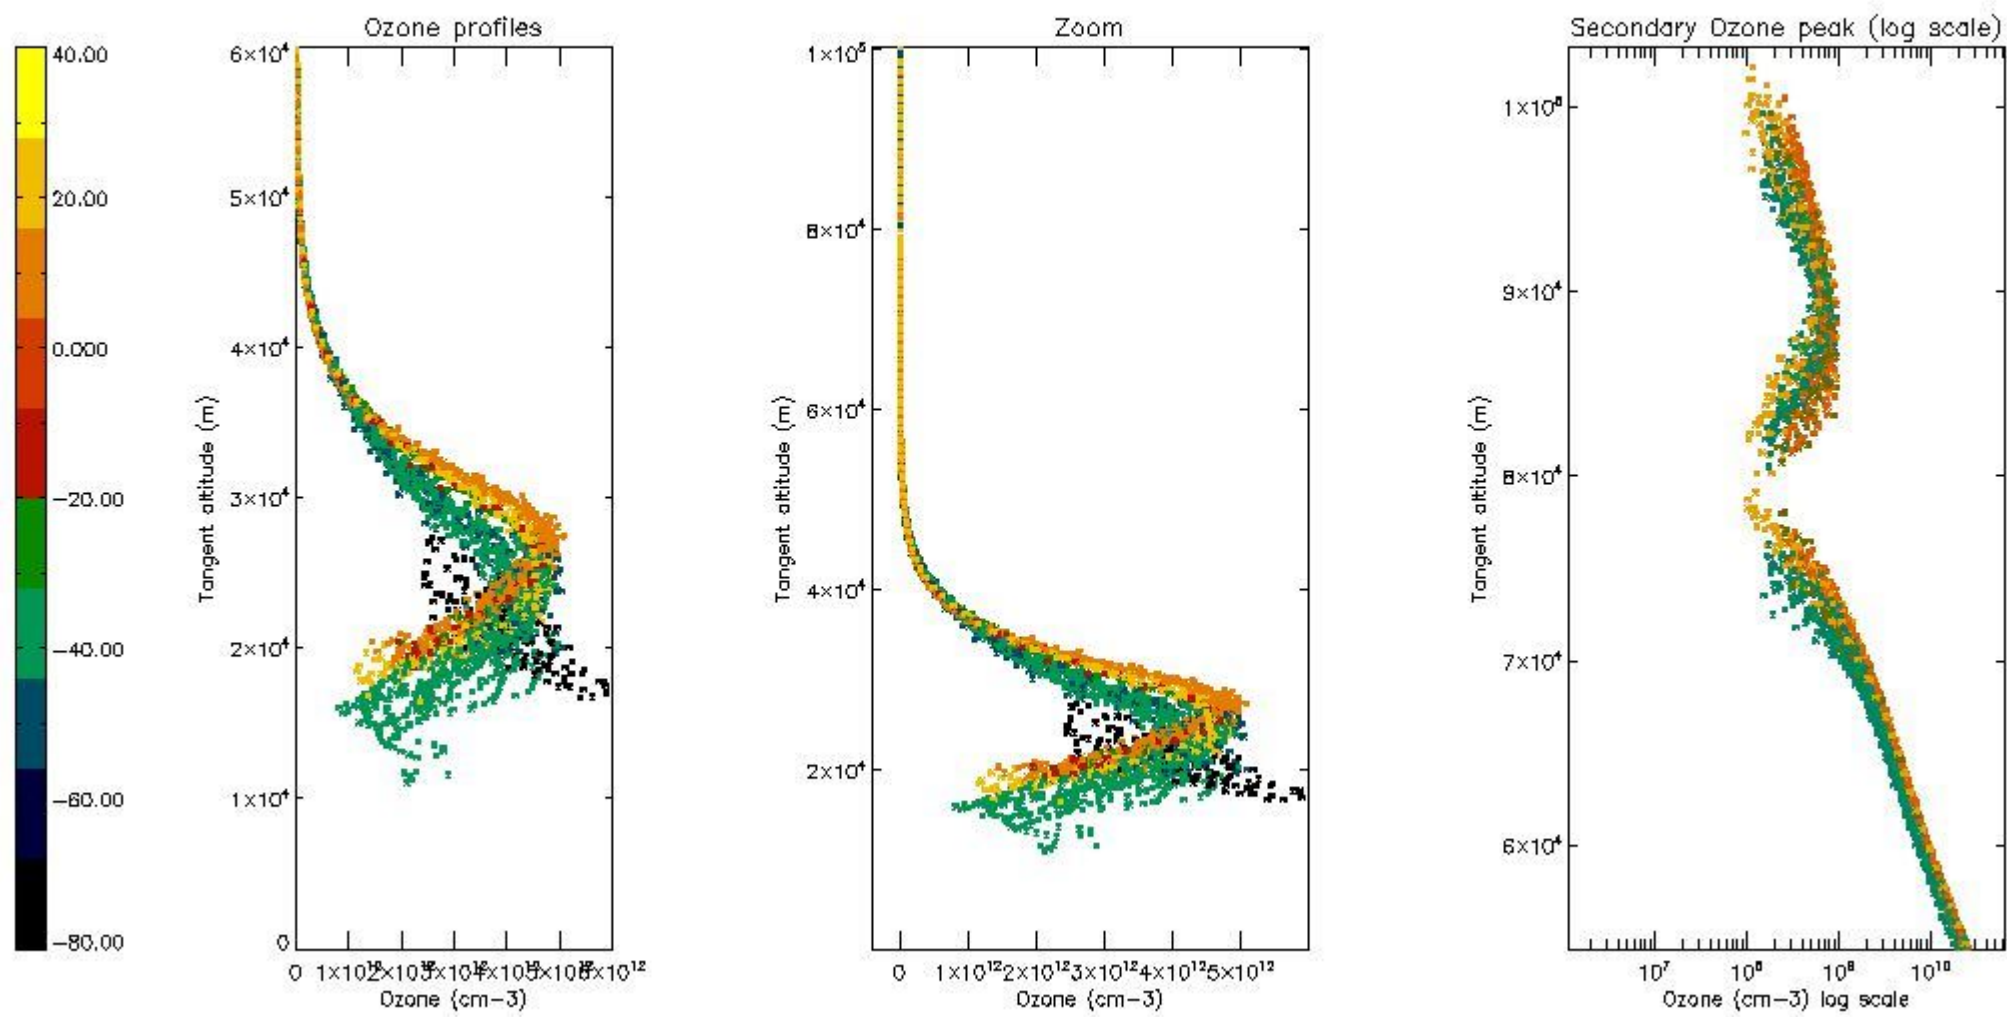 Ozone profiles
40.00
20.00
0.000
−20.00
−40.00
−60.00
−80.00
6×10⁴
5×10⁴
4×10⁴
3×10⁴
2×10⁴
1×10⁴
0
Tangent altitude (m)
0
Ozone (cm−3)
Zoom
1×10⁵
8×10⁴
6×10⁴
4×10⁴
2×10⁴
Tangent altitude (m)
0 1×10¹² 2×10¹² 3×10¹² 4×10¹² 5×10¹²
Ozone (cm−3)
Secondary Ozone peak (log scale)
9×10⁴
8×10⁴
7×10⁴
6×10⁴
Tangent altitude (m)
10⁷ 10⁸ 10⁹ 10¹⁰
Ozone (cm−3) log scale